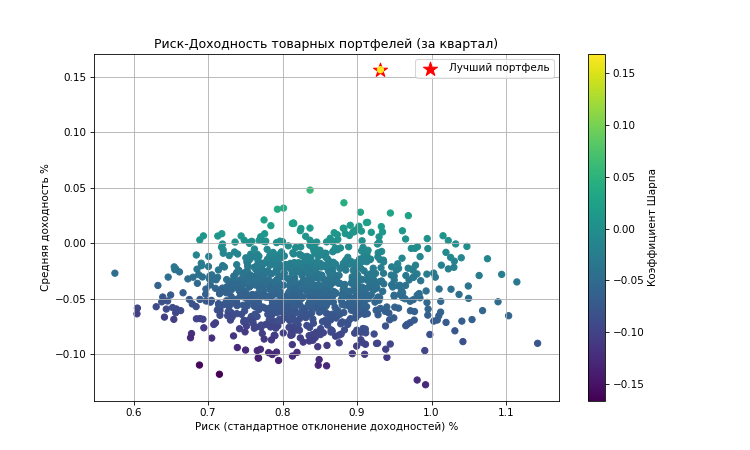 Риск-Доходность товарных портфелей (за квартал)
Лучший портфель
Средняя доходность %
0.15
0.10
0.05
0.00
−0.05
−0.10
0.6 0.7 0.8 0.9 1.0 1.1
Риск (стандартное отклонение доходностей) %
0.15
0.10
0.05
0.00
−0.05
−0.10
−0.15
Коэффициент Шарпа